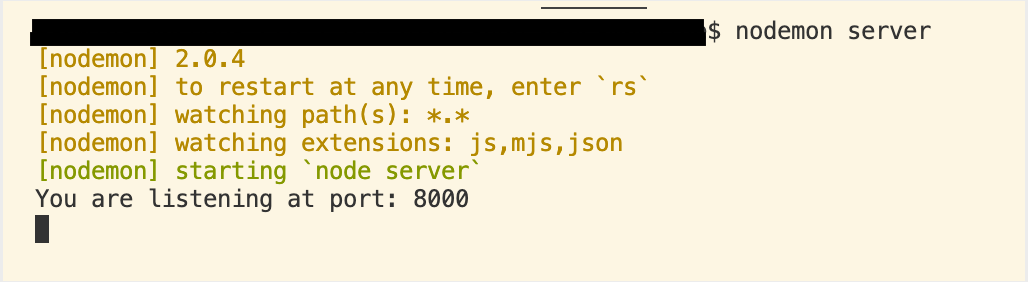 $ nodemon server
[nodemon] 2.0.4
[nodemon] to restart at any time, enter `rs`
[nodemon] watching path(s): *.*
[nodemon] watching extensions: js,mjs,json
[nodemon] starting `node server`
You are listening at port: 8000